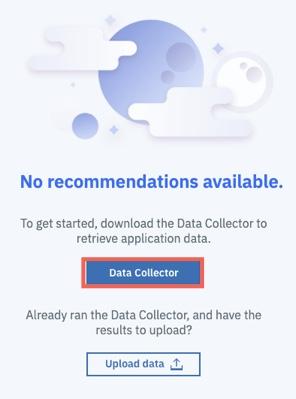 No recommendations available.
To get started, download the Data Collector to
retrieve application data.
Data Collector
Already ran the Data Collector, and have the
results to upload?
Upload data